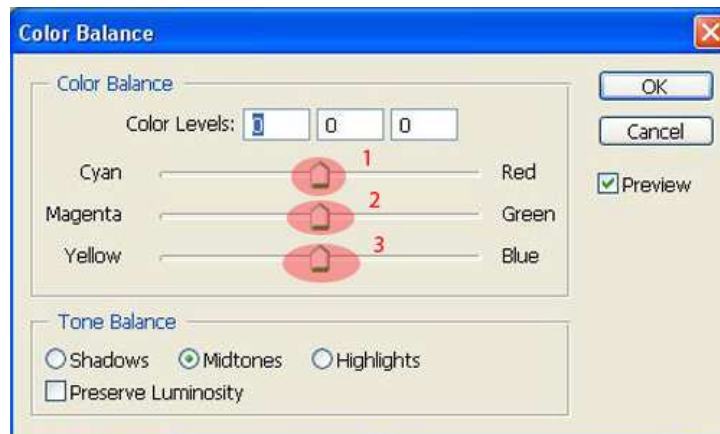 Color Balance
Color Balance
OK
Color Levels: 0 0 0
Cancel
1
Cyan Red
Preview
2
Magenta Green
3
Yellow Blue
Tone Balance
Shadows Midtones Highlights
Preserve Luminosity